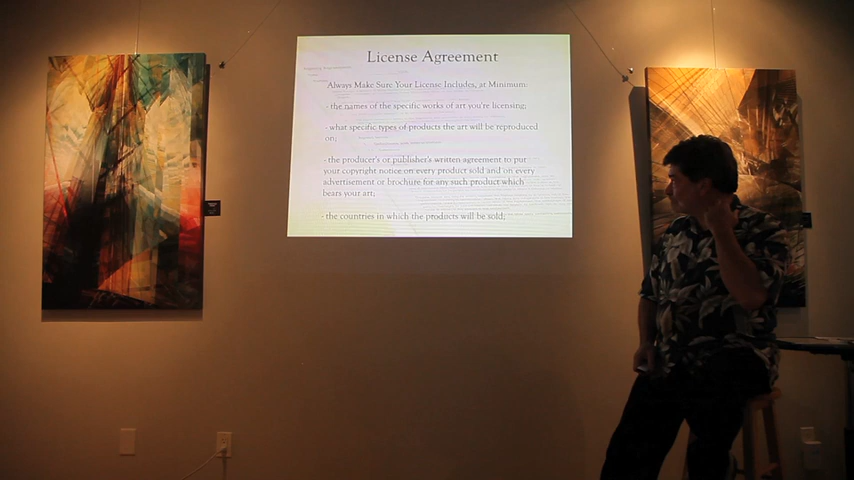 License Agreement
Always Make Sure Your License Includes, at Minimum:
- the names of the specific works of art you're licensing;
- what specific types of products the art will be reproduced
on;
- the producer's or publisher's written agreement to put
your copyright notice on every product sold and on every
advertisement or brochure for any such product which
bears your art;
- the countries in which the products will be sold;